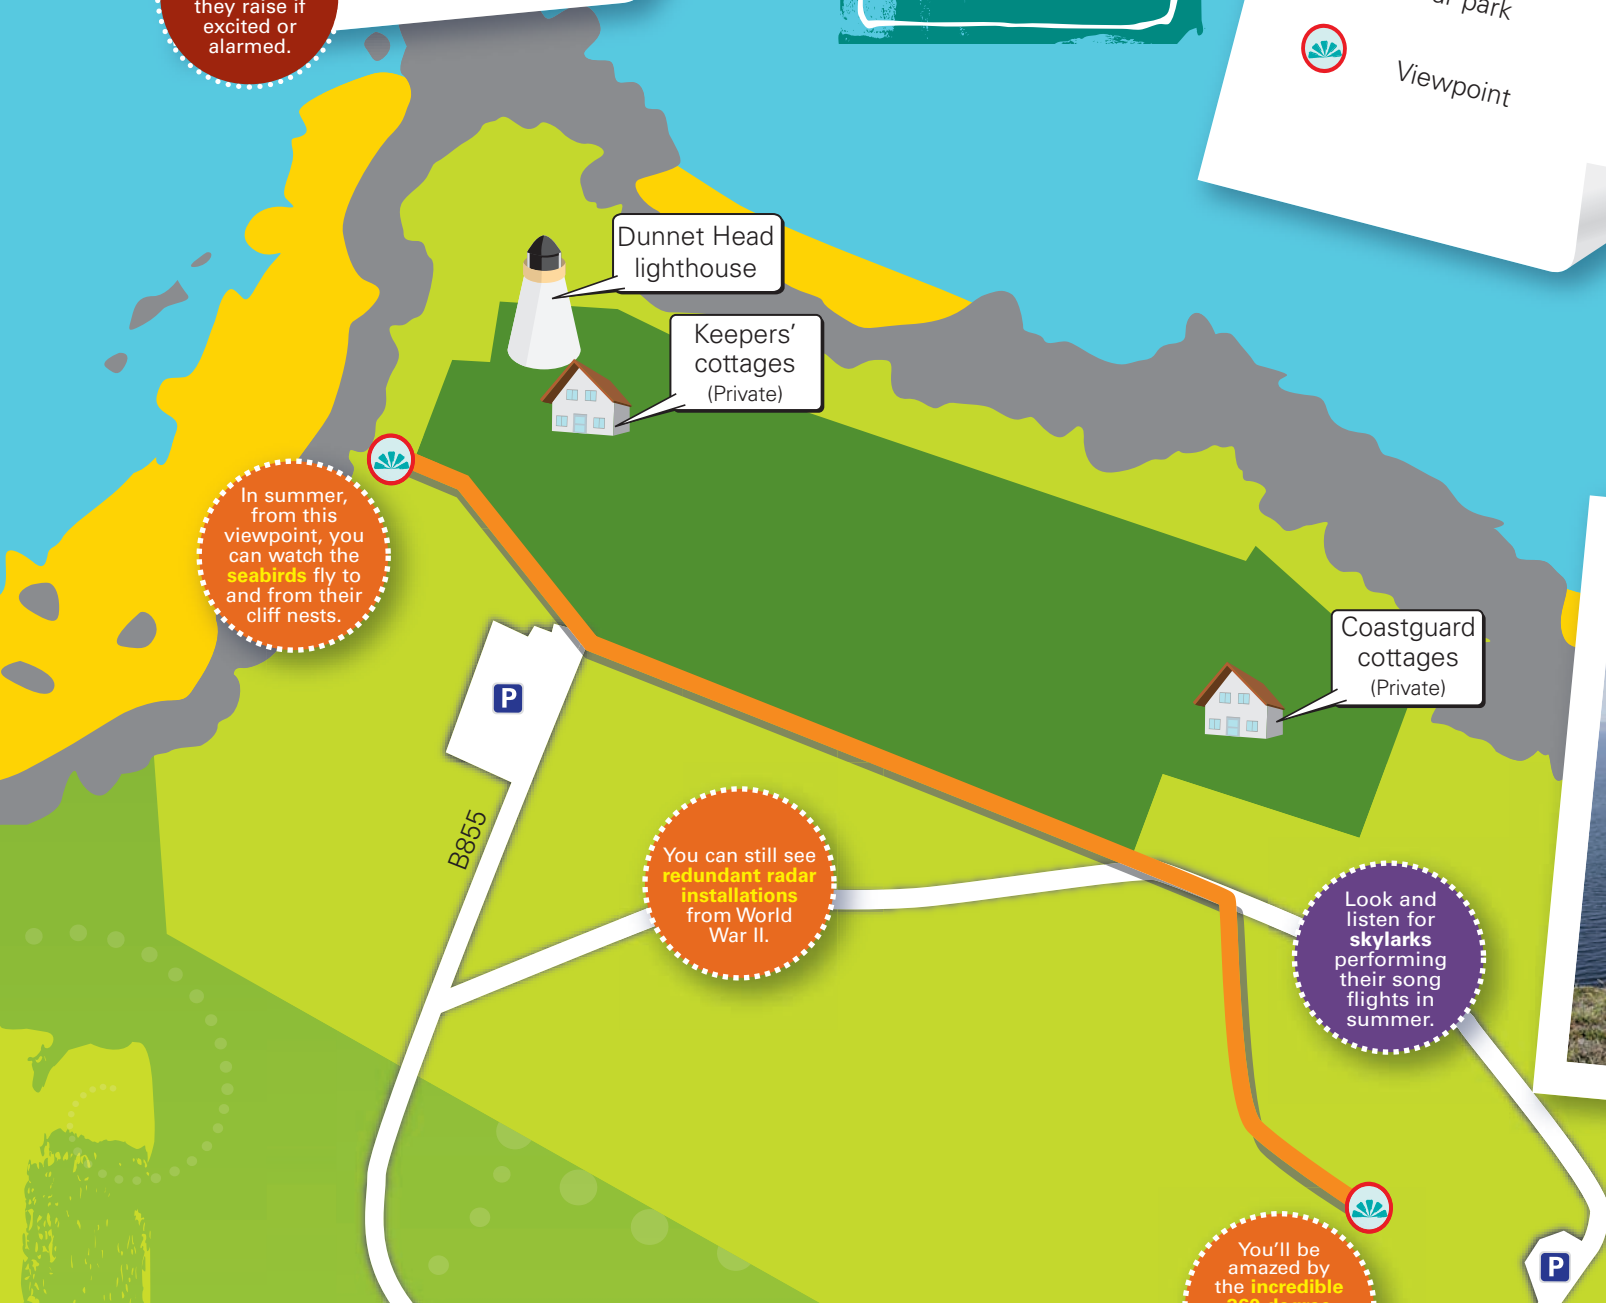 they raise if
excited or
alarmed.
park
Viewpoint
Dunnet Head
lighthouse
Keepers’
cottages
(Private)
In summer,
from this
viewpoint, you
can watch the
seabirds fly to
and from their
cliff nests.
P
Coastguard
cottages
(Private)
B855
You can still see
redundant radar
installations
from World
War II.
Look and
listen for
skylarks
performing
their song
flights in
summer.
You’ll be
amazed by
the incredible
P